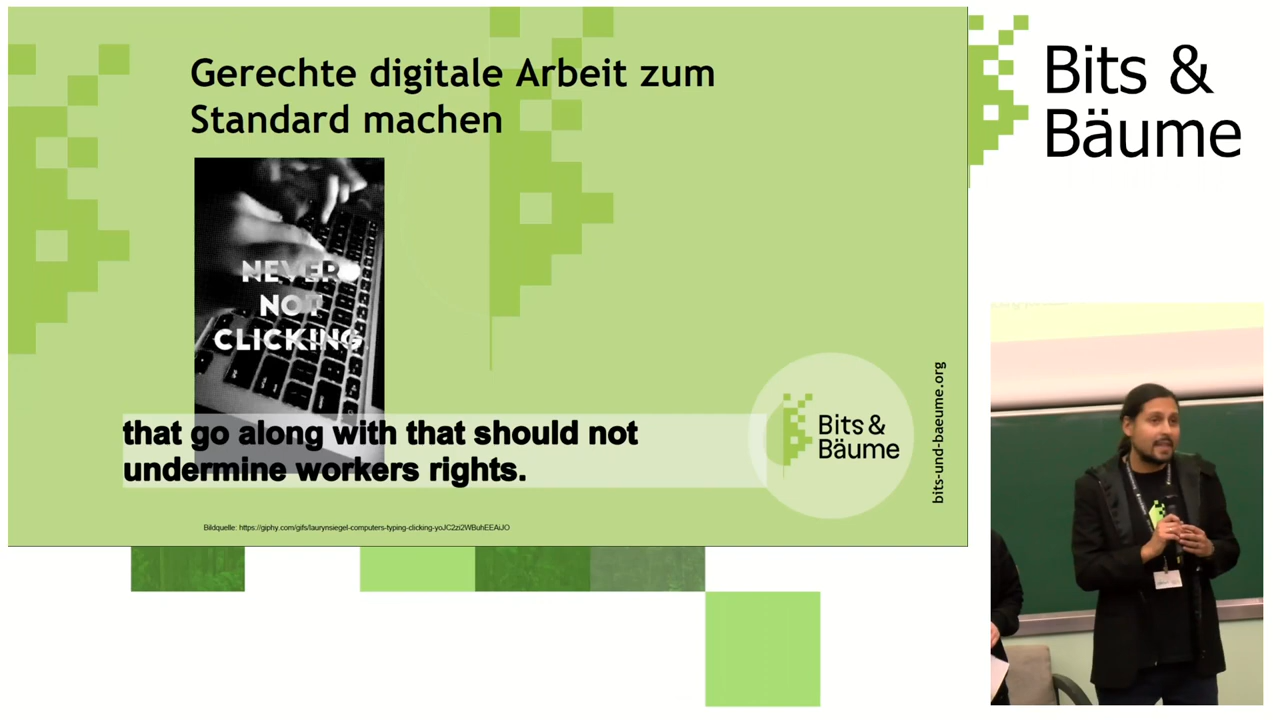 Gerechte digitale Arbeit zum
Standard machen
NEVER
NOT
CLICKING
that go along with that should not
undermine workers rights.
Bits &
Bäume
bits-und-baeume.org
Bildquelle: https://giphy.com/gifs/laurynsiegel-computers-typing-clicking-yoJC2zi2WBuhEEAiJO
Bits &
Bäume